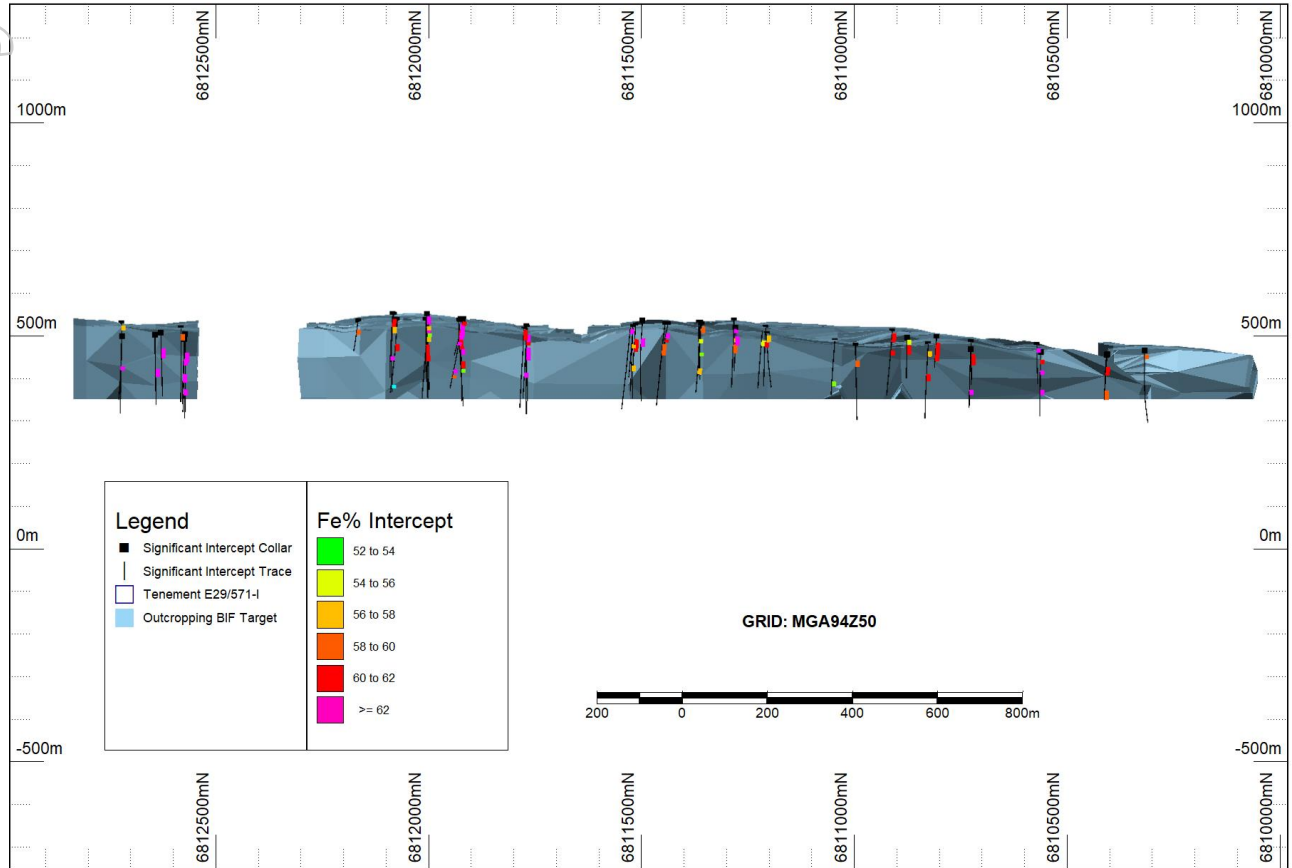 6812500mN
6812000mN
6811500mN
6811000mN
6810500mN
6810000mN
1000m
1000m
500m
500m
Legend
Significant Intercept Collar
Significant Intercept Trace
Tenement E29/571-I
Outcropping BIF Target
Fe% Intercept
52 to 54
54 to 56
56 to 58
58 to 60
60 to 62
>= 62
0m
0m
GRID: MGA94Z50
200
0
200
400
600
800m
-500m
-500m
6812500mN
6812000mN
6811500mN
6811000mN
6810500mN
6810000mN